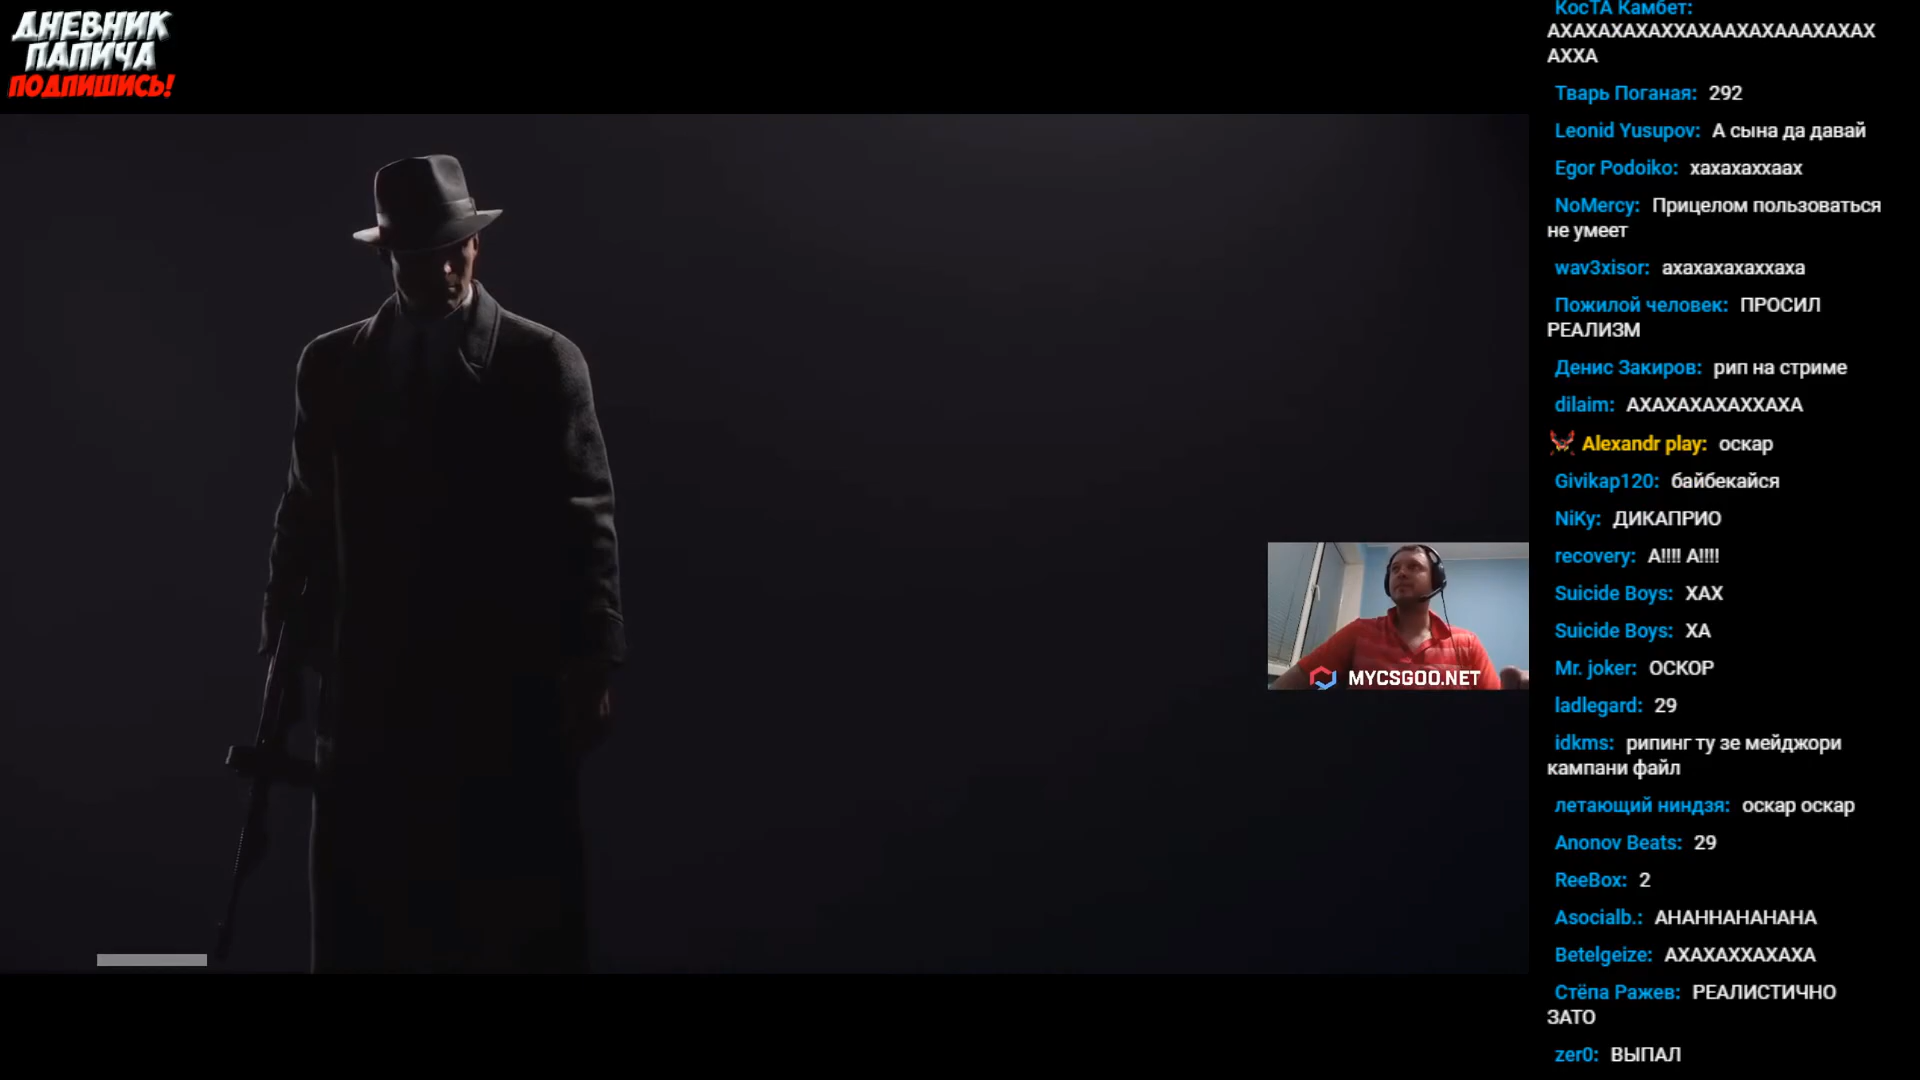 ДНЕВНИК
ПАПИЧА
ПОДПИШИСЬ!
MYCSGOO.NET
КосТА Камбет:
АХАХАХАХАХХАХААХАХАААХАХАХ
АХХА
Тварь Поганая: 292
Leonid Yusupov: А сына да давай
Egor Podoiko: хахахаххаах
NoMercy: Прицелом пользоваться
не умеет
wav3xisor: ахахахахаххаха
Пожилой человек: ПРОСИЛ
РЕАЛИЗМ
Денис Закиров: рип на стриме
dilaim: АХАХАХАХАХХАХА
Alexandr play: оскар
Givikap120: байбекайся
NiKy: ДИКАПРИО
recovery: А!!!! А!!!!
Suicide Boys: ХАХ
Suicide Boys: ХА
Mr. joker: ОСКОР
ladlegard: 29
idkms: рипинг ту зе мейджори
кампани файл
летающий ниндзя: оскар оскар
Anonov Beats: 29
ReeBox: 2
Asocialb.: АНАННАНАНАНА
Betelgeize: АХАХАХХАХАХА
Стёпа Ражев: РЕАЛИСТИЧНО
ЗАТО
zer0: ВЫПАЛ